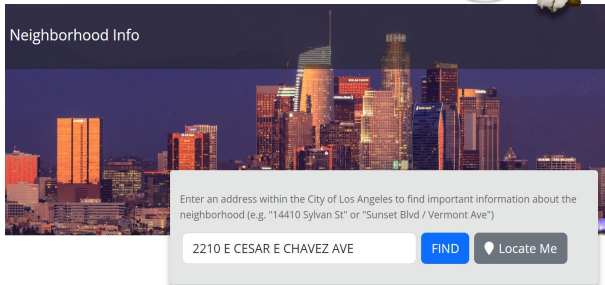 Neighborhood Info
Enter an address within the City of Los Angeles to find important information about the
neighborhood (e.g. "14410 Sylvan St" or "Sunset Blvd / Vermont Ave")
2210 E CESAR E CHAVEZ AVE
FIND
Locate Me